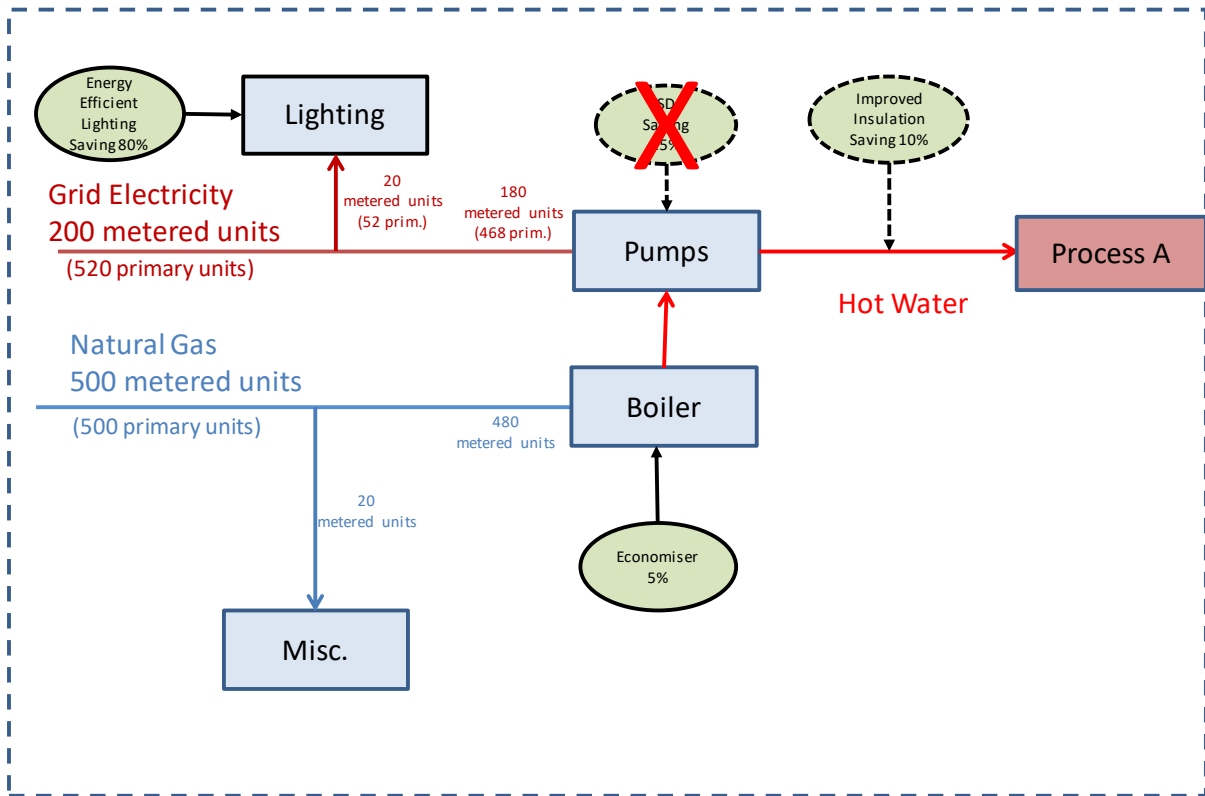 Energy
Efficient
Lighting
Saving 80%
Lighting
Improved
Insulation
Saving 10%
Grid Electricity
200 metered units
(520 primary units)
20
metered units
(52 prim.)
180
metered units
(468 prim.)
Pumps
Process A
Hot Water
Natural Gas
500 metered units
(500 primary units)
480
metered units
Boiler
20
metered units
Economiser
5%
Misc.